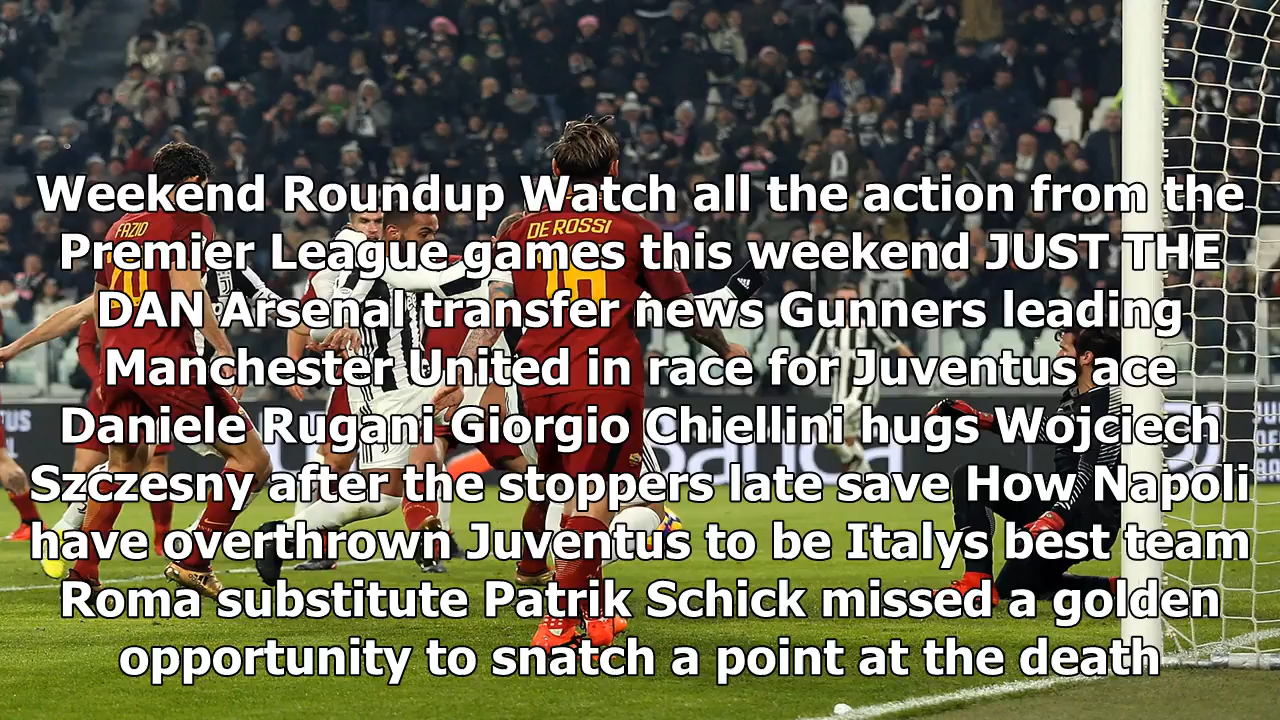 Weekend Roundup Watch all the action from the
Premier League games this weekend JUST THE
DAN Arsenal transfer news Gunners leading
Manchester United in race for Juventus ace
Daniele Rugani Giorgio Chiellini hugs Wojciech
Szczesny after the stoppers late save How Napoli
have overthrown Juventus to be Italys best team
Roma substitute Patrik Schick missed a golden
opportunity to snatch a point at the death
FAZIO
DE ROSSI